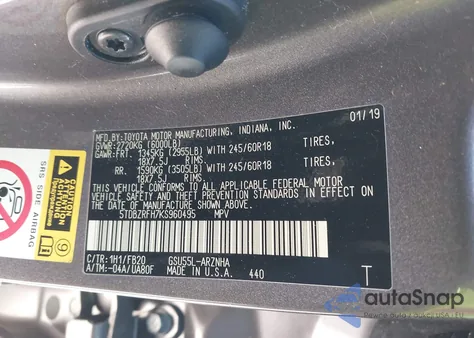 MFD.BY:TOYOTA MOTOR MANUFACTURING, INDIANA, INC. 01/19
GVWR:2720KG (6000LB)
GAWR:FRT. 1345KG (2955LB) WITH 245/60R18 TIRES,
18X7.5J RIMS
RR. 1590KG (3505LB) WITH 245/60R18 TIRES,
18X7.5J RIMS
THIS VEHICLE CONFORMS TO ALL APPLICABLE FEDERAL MOTOR
VEHICLE SAFETY AND THEFT PREVENTION STANDARDS IN EFFECT
ON THE DATE OF MANUFACTURE SHOWN ABOVE.
5TDBZRFH7KS960495 MPV
C/TR:1H1/FB20 GSU55L-ARZNHA
A/TM:-04A/UA80F MADE IN U.S.A. 440 T
SRS SIDE AIRBAG
9
autoSnap